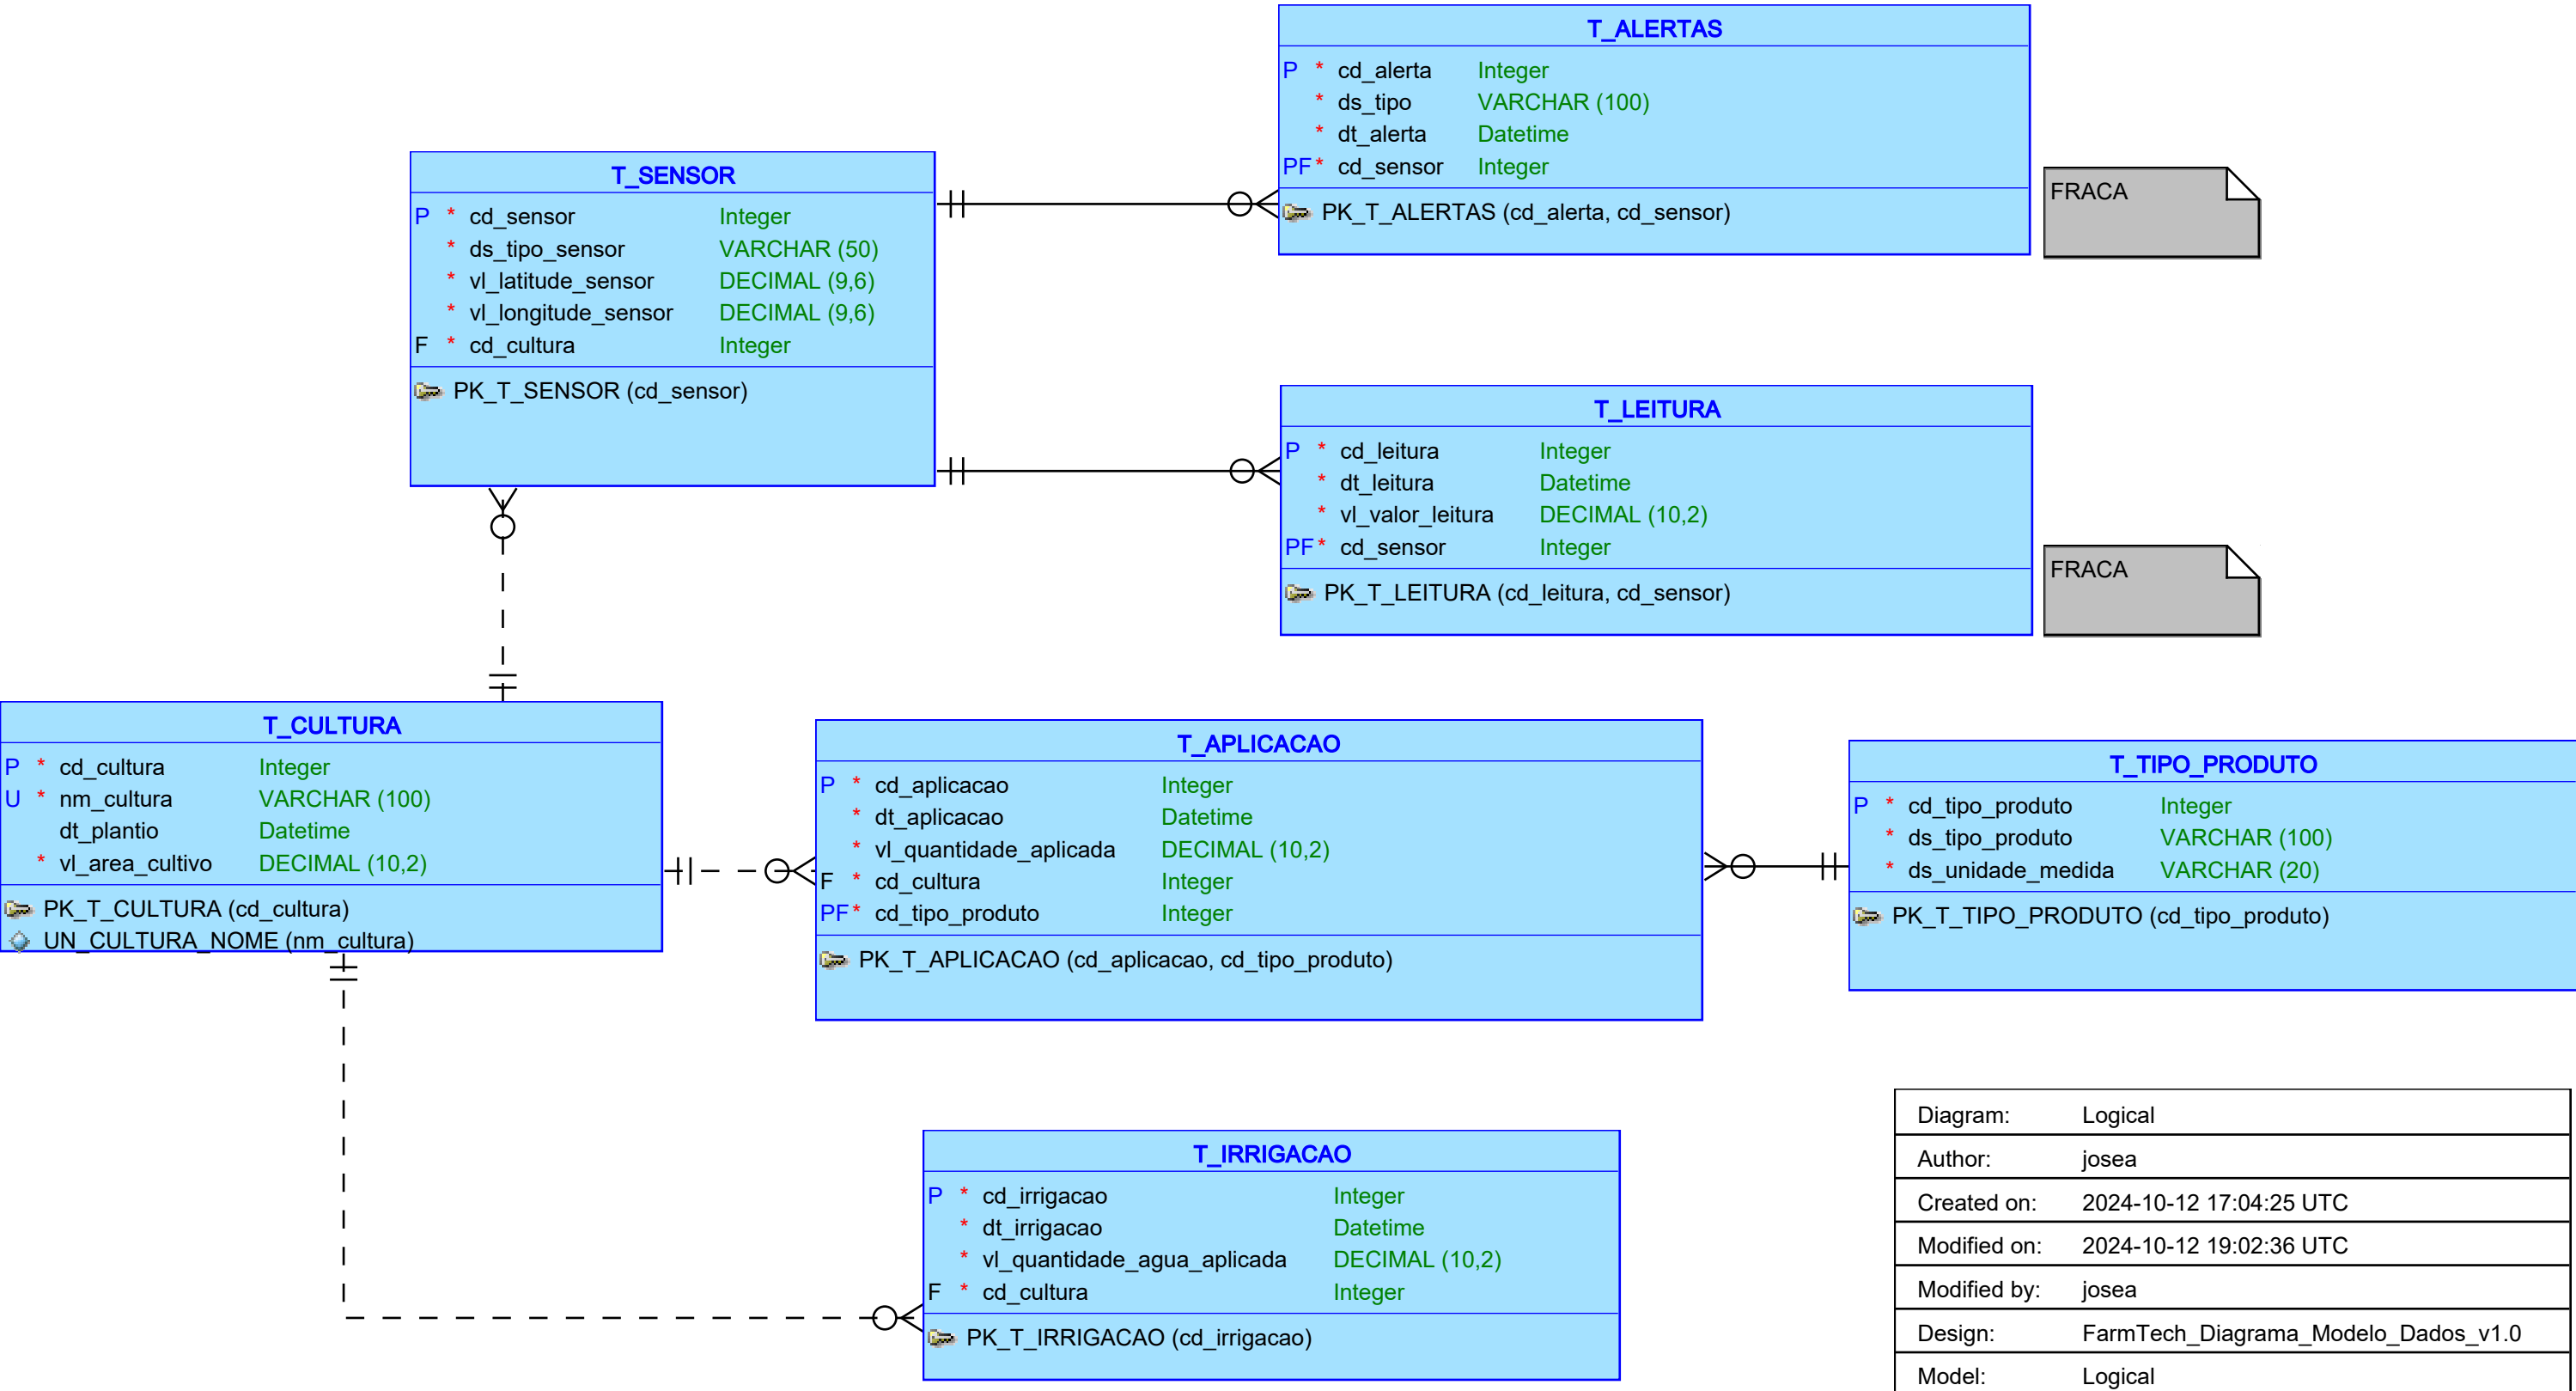 T_ALERTAS
P * cd_alerta Integer
* ds_tipo VARCHAR (100)
* dt_alerta Datetime
PF * cd_sensor Integer
PK_T_ALERTAS (cd_alerta, cd_sensor)
FRACA
T_SENSOR
P * cd_sensor Integer
* ds_tipo_sensor VARCHAR (50)
* vl_latitude_sensor DECIMAL (9,6)
* vl_longitude_sensor DECIMAL (9,6)
F * cd_cultura Integer
PK_T_SENSOR (cd_sensor)
T_LEITURA
P * cd_leitura Integer
* dt_leitura Datetime
* vl_valor_leitura DECIMAL (10,2)
PF * cd_sensor Integer
PK_T_LEITURA (cd_leitura, cd_sensor)
FRACA
T_CULTURA
P * cd_cultura Integer
U * nm_cultura VARCHAR (100)
dt_plantio Datetime
* vl_area_cultivo DECIMAL (10,2)
PK_T_CULTURA (cd_cultura)
UN_CULTURA_NOME (nm_cultura)
T_APLICACAO
P * cd_aplicacao Integer
* dt_aplicacao Datetime
* vl_quantidade_aplicada DECIMAL (10,2)
F * cd_cultura Integer
PF * cd_tipo_produto Integer
PK_T_APLICACAO (cd_aplicacao, cd_tipo_produto)
T_TIPO_PRODUTO
P * cd_tipo_produto Integer
* ds_tipo_produto VARCHAR (100)
* ds_unidade_medida VARCHAR (20)
PK_T_TIPO_PRODUTO (cd_tipo_produto)
T_IRRIGACAO
P * cd_irrigacao Integer
* dt_irrigacao Datetime
* vl_quantidade_agua_aplicada DECIMAL (10,2)
F * cd_cultura Integer
PK_T_IRRIGACAO (cd_irrigacao)
Diagram: Logical
Author: josea
Created on: 2024-10-12 17:04:25 UTC
Modified on: 2024-10-12 19:02:36 UTC
Modified by: josea
Design: FarmTech_Diagrama_Modelo_Dados_v1.0
Model: Logical